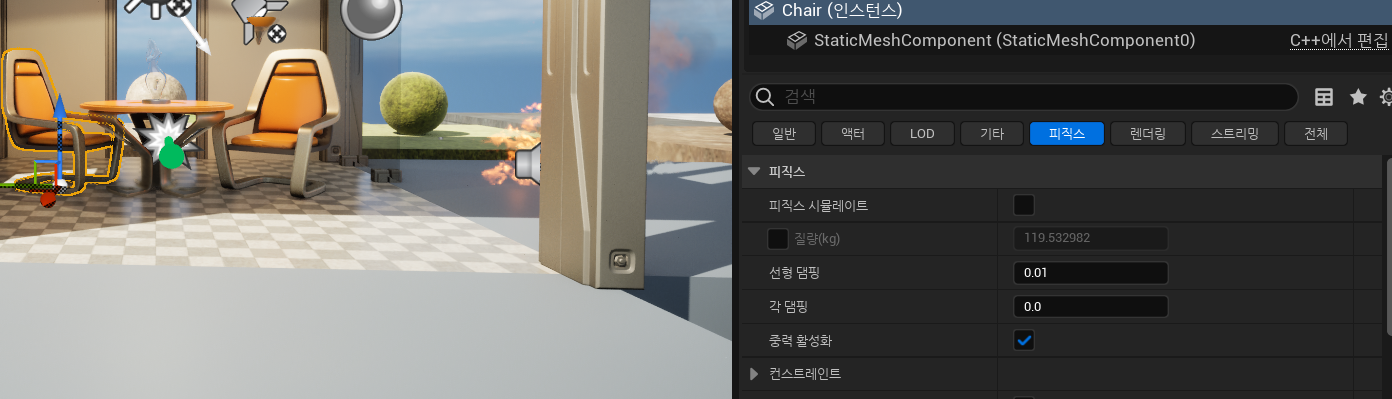 Chair (인스턴스)
StaticMeshComponent (StaticMeshComponent0) C++에서 편집
검색
일반 액터 LOD 기타 피직스 렌더링 스트리밍 전체
피직스
피직스 시뮬레이트
질량(kg) 119.532982
선형 댐핑 0.01
각 댐핑 0.0
중력 활성화
컨스트레인트